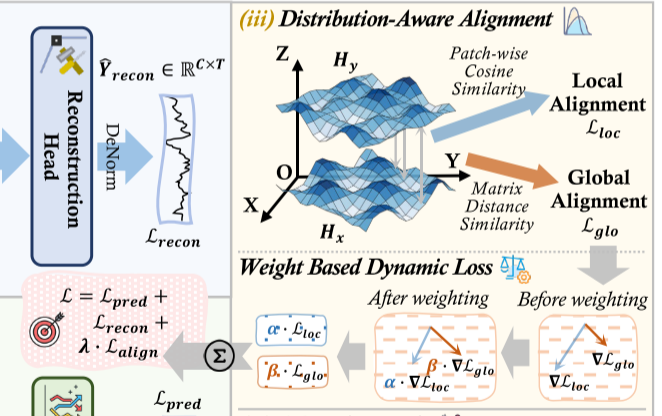 Reconstruction
Head
DeNorm
Ŷ_recon ∈ ℝ^{C×T}
ℒ_recon
(iii) Distribution-Aware Alignment
Z
O
X
Y
H_y
H_x
Patch-wise
Cosine
Similarity
Local
Alignment
ℒ_loc
Matrix
Distance
Similarity
Global
Alignment
ℒ_glo
Weight Based Dynamic Loss
After weighting
Before weighting
α · ℒ_loc
β · ℒ_glo
β · ∇ℒ_glo
α · ∇ℒ_loc
∇ℒ_glo
∇ℒ_loc
Σ
ℒ = ℒ_pred +
ℒ_recon +
λ · ℒ_align
ℒ_pred